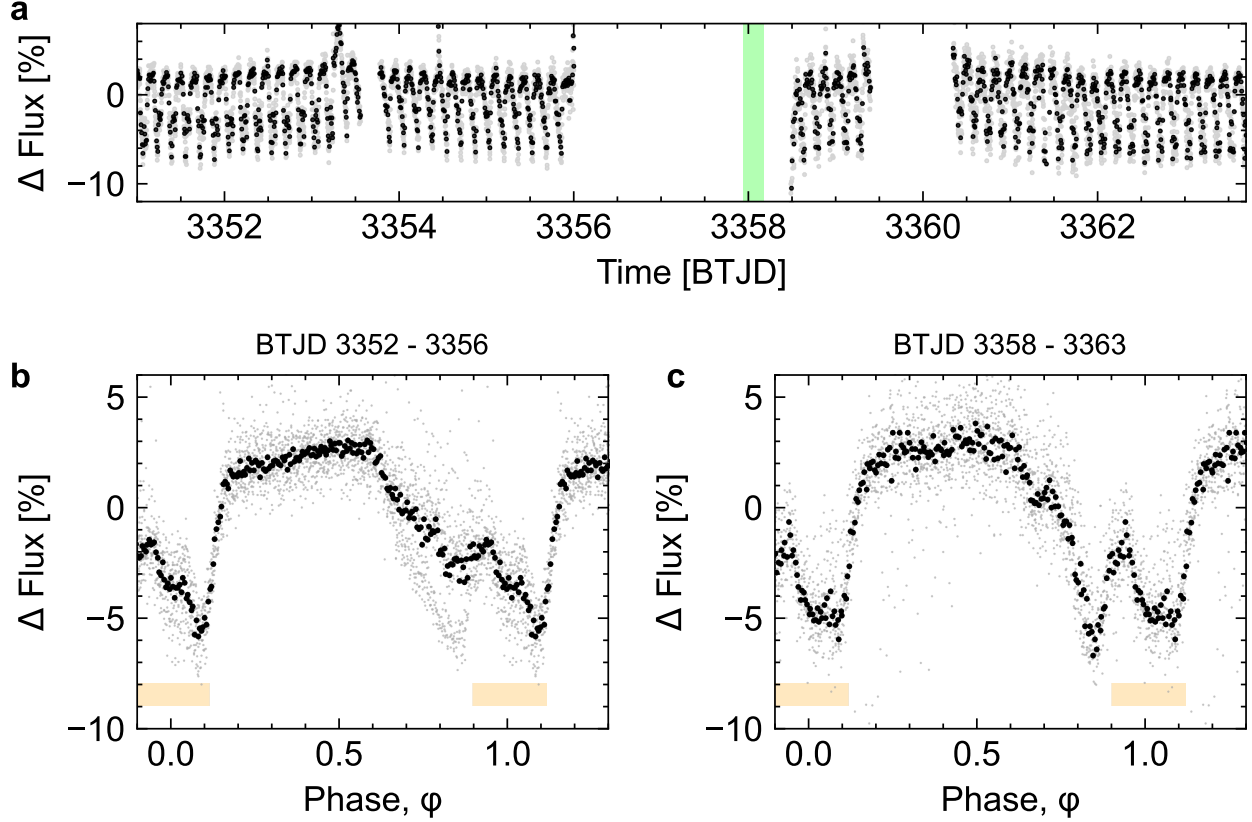 a
Δ Flux [%]
0
−10
3352 3354 3356 3358 3360 3362
Time [BTJD]
BTJD 3352 - 3356
b
Δ Flux [%]
5
0
−5
−10
0.0 0.5 1.0
Phase, φ
BTJD 3358 - 3363
c
Δ Flux [%]
5
0
−5
−10
0.0 0.5 1.0
Phase, φ